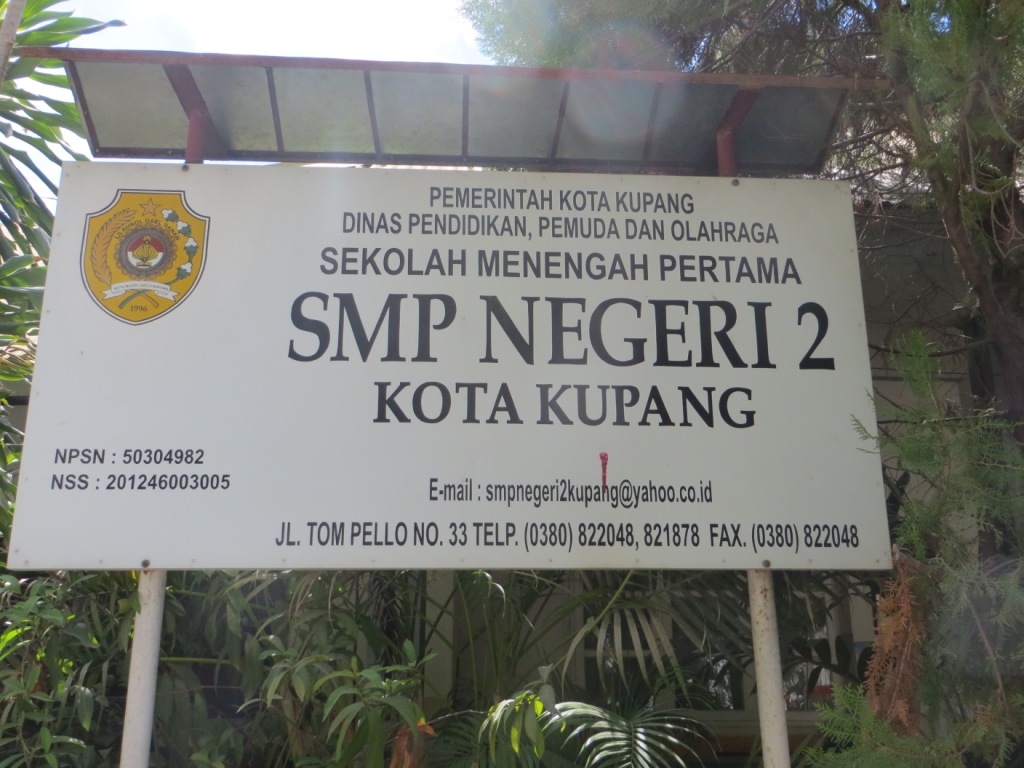 PEMERINTAH KOTA KUPANG
DINAS PENDIDIKAN, PEMUDA DAN OLAHRAGA
SEKOLAH MENENGAH PERTAMA
SMP NEGERI 2
KOTA KUPANG
1996
NPSN : 50304982
NSS : 201246003005
E-mail : smpnegeri2kupang@yahoo.co.id
JL. TOM PELLO NO. 33 TELP. (0380) 822048, 821878 FAX. (0380) 822048